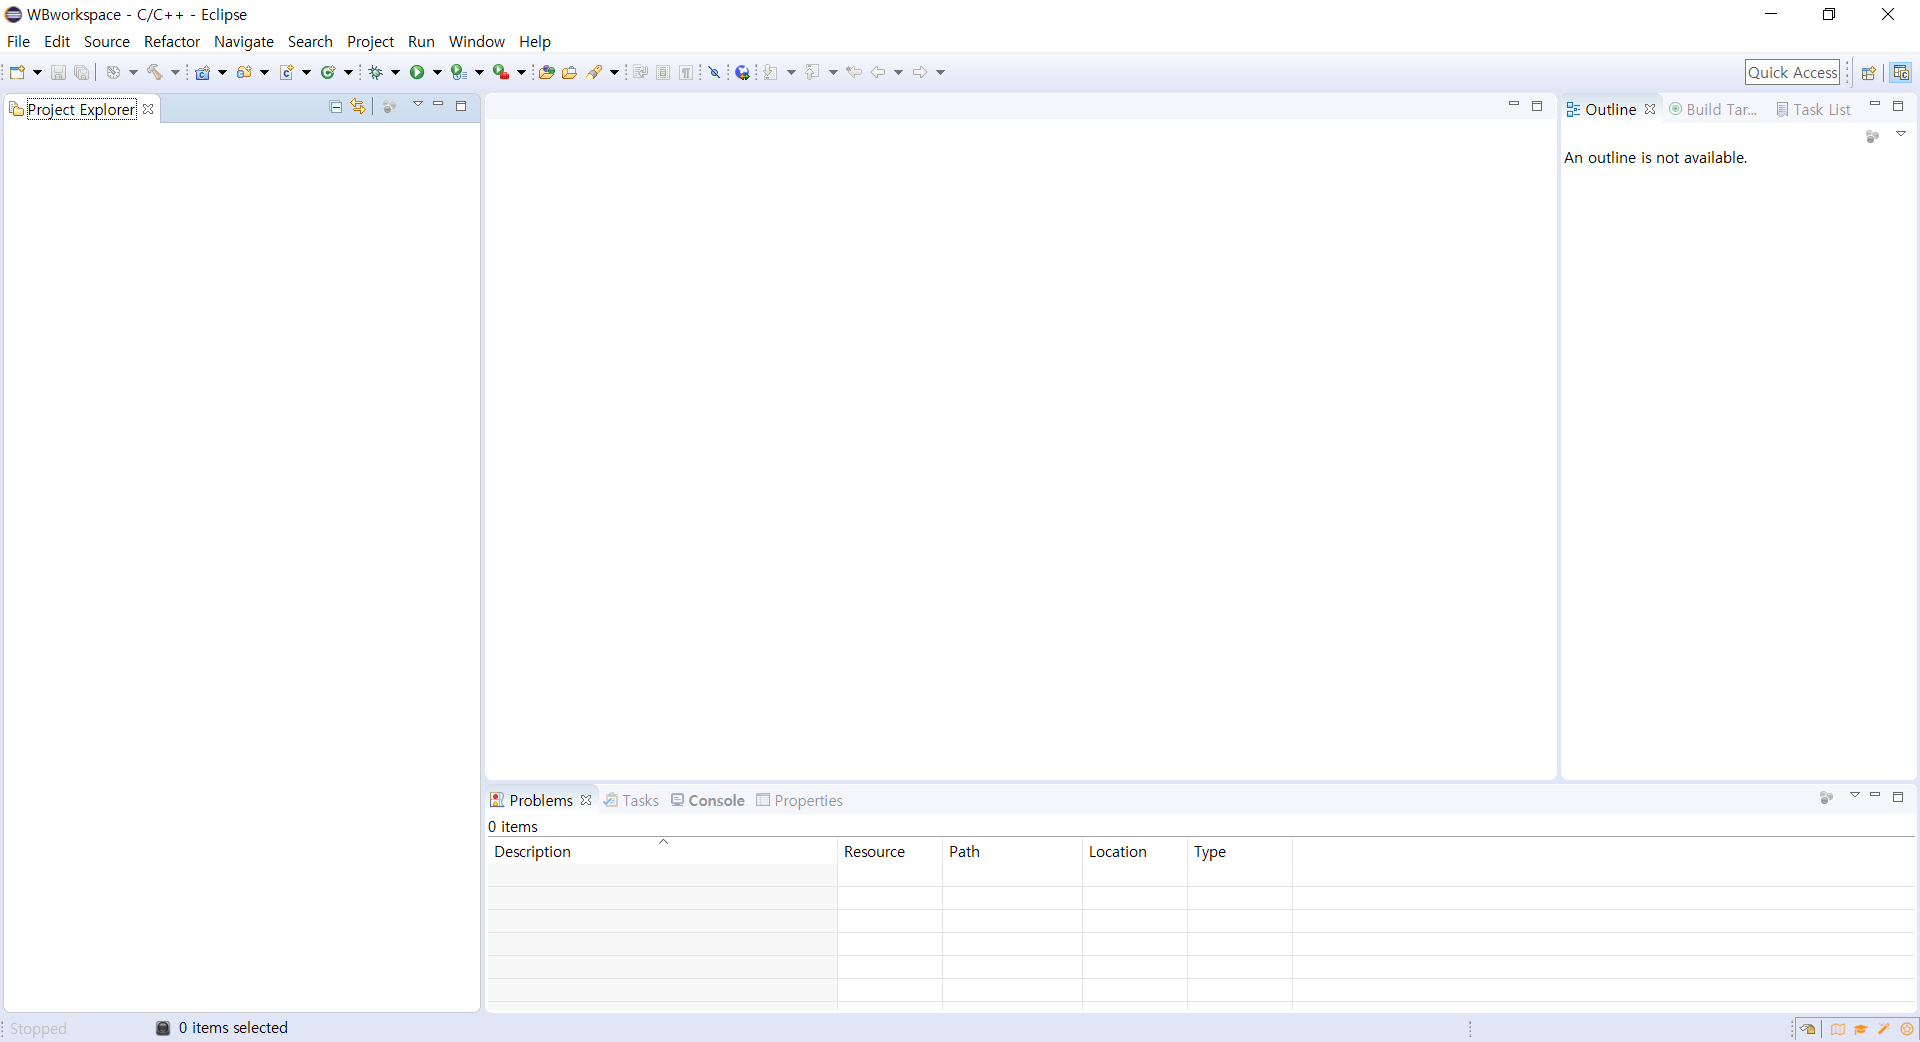 WBworkspace - C/C++ - Eclipse
File Edit Source Refactor Navigate Search Project Run Window Help
Quick Access
Project Explorer
Outline Build Tar... Task List
An outline is not available.
Problems Tasks Console Properties
0 items
Description Resource Path Location Type
Stopped 0 items selected